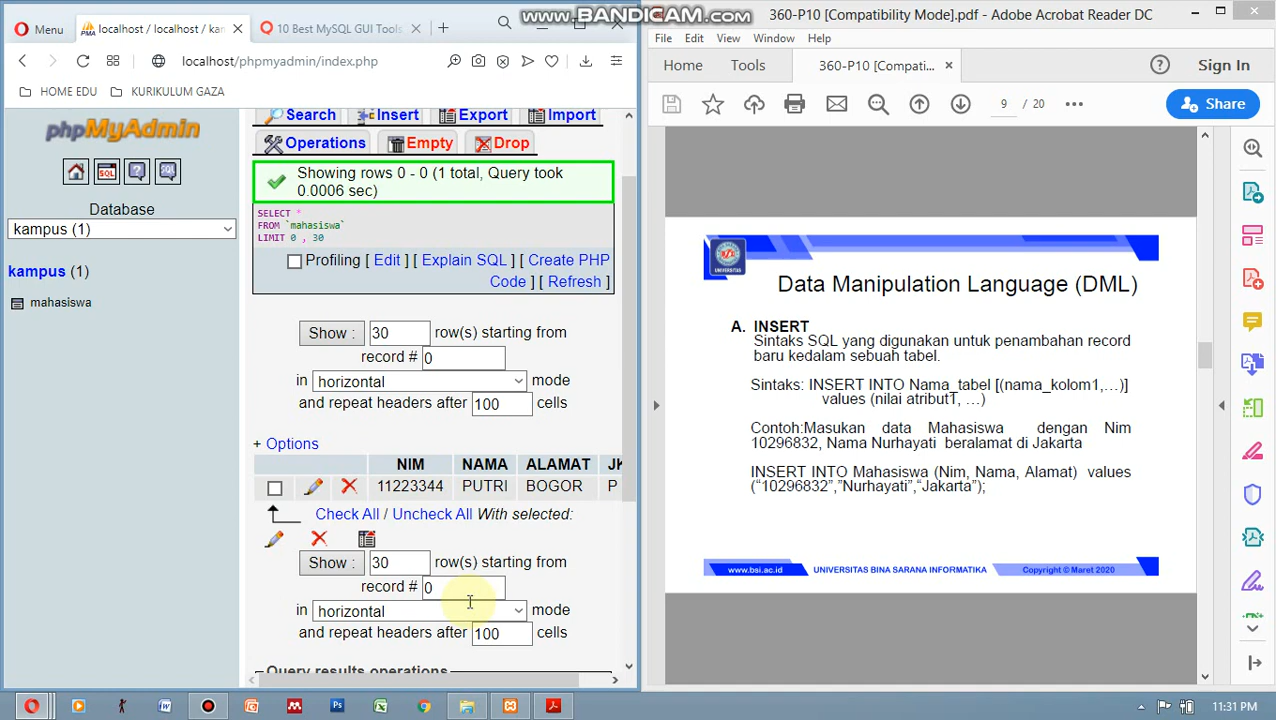 www.BANDICAM.com
Menu
localhost / localhost / kan
10 Best MySQL GUI Tools
localhost/phpmyadmin/index.php
HOME EDU
KURIKULUM GAZA
phpMyAdmin
SQL
Database
kampus (1)
kampus (1)
mahasiswa
Search Insert Export Import
Operations Empty Drop
Showing rows 0 - 0 (1 total, Query took
0.0006 sec)
SELECT *
FROM `mahasiswa`
LIMIT 0 , 30
Profiling [ Edit ] [ Explain SQL ] [ Create PHP
Code ] [ Refresh ]
Show : 30 row(s) starting from
record # 0
in horizontal mode
and repeat headers after 100 cells
+ Options
NIM NAMA ALAMAT JK
11223344 PUTRI BOGOR P
Check All / Uncheck All With selected:
Show : 30 row(s) starting from
record # 0
in horizontal mode
and repeat headers after 100 cells
Query results operations
360-P10 [Compatibility Mode].pdf - Adobe Acrobat Reader DC
File Edit View Window Help
Home Tools 360-P10 [Compati... Sign In
9 / 20 Share
UNIVERSITAS
Data Manipulation Language (DML)
A. INSERT
Sintaks SQL yang digunakan untuk penambahan record
baru kedalam sebuah tabel.
Sintaks: INSERT INTO Nama_tabel [(nama_kolom1,…)]
values (nilai atributT, …)
Contoh:Masukan data Mahasiswa dengan Nim
10296832, Nama Nurhayati beralamat di Jakarta
INSERT INTO Mahasiswa (Nim, Nama, Alamat) values
(“10296832”,”Nurhayati”,“Jakarta”);
www.bsi.ac.id UNIVERSITAS BINA SARANA INFORMATIKA Copyright © Maret 2020
11:31 PM